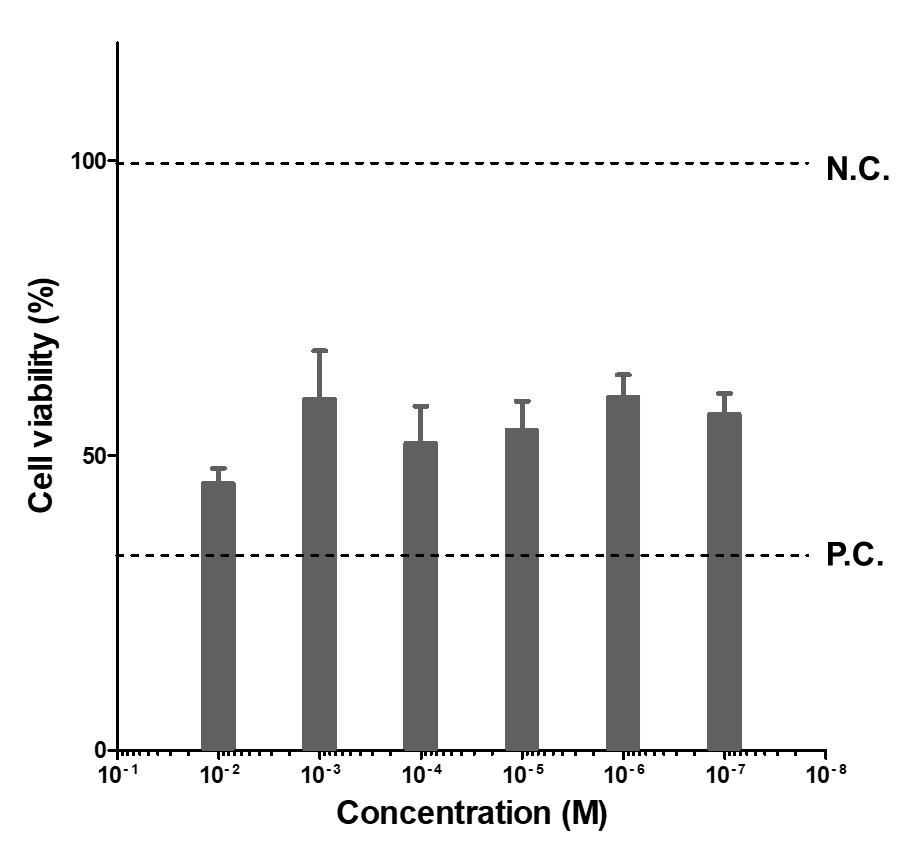 100
N.C.
Cell viability (%)
50
P.C.
0
10⁻¹ 10⁻² 10⁻³ 10⁻⁴ 10⁻⁵ 10⁻⁶ 10⁻⁷ 10⁻⁸
Concentration (M)